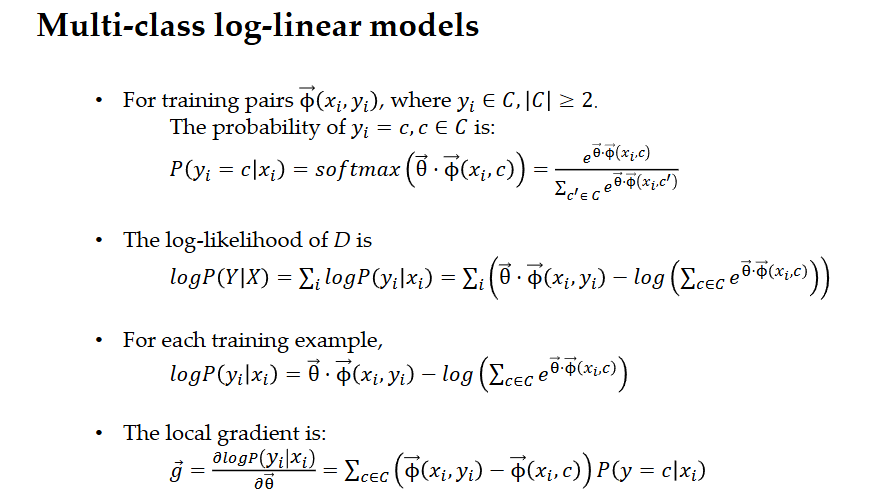 Multi-class log-linear models
• For training pairs ϕ⃗(xᵢ, yᵢ), where yᵢ ∈ C, |C| ≥ 2.
The probability of yᵢ = c, c ∈ C is:
P(yᵢ = c|xᵢ) = softmax(θ⃗ · ϕ⃗(xᵢ, c)) = e^{θ⃗·ϕ⃗(xᵢ,c)} / Σ_{c′∈C} e^{θ⃗·ϕ⃗(xᵢ,c′)}
• The log-likelihood of D is
logP(Y|X) = Σᵢ logP(yᵢ|xᵢ) = Σᵢ(θ⃗ · ϕ⃗(xᵢ, yᵢ) − log(Σ_{c∈C} e^{θ⃗·ϕ⃗(xᵢ,c)}))
• For each training example,
logP(yᵢ|xᵢ) = θ⃗ · ϕ⃗(xᵢ, yᵢ) − log(Σ_{c∈C} e^{θ⃗·ϕ⃗(xᵢ,c)})
• The local gradient is:
g⃗ = ∂logP(yᵢ|xᵢ) / ∂θ⃗ = Σ_{c∈C}(ϕ⃗(xᵢ, yᵢ) − ϕ⃗(xᵢ, c))P(y = c|xᵢ)